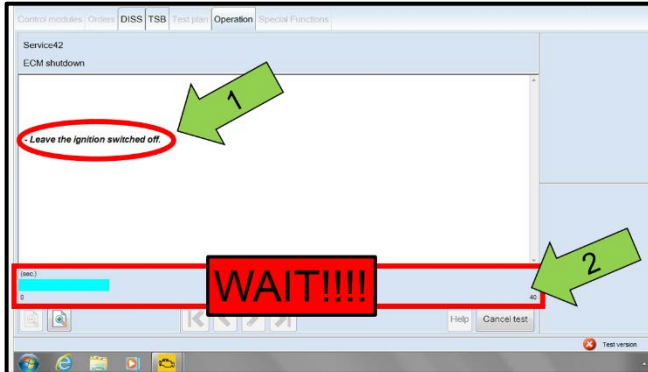 Control modules Orders DISS TSB Test plan Operation Special Functions
Service42
ECM shutdown
1
- Leave the ignition switched off.
2
(sec.)
WAIT!!!!
0 40
Help Cancel test
Test version